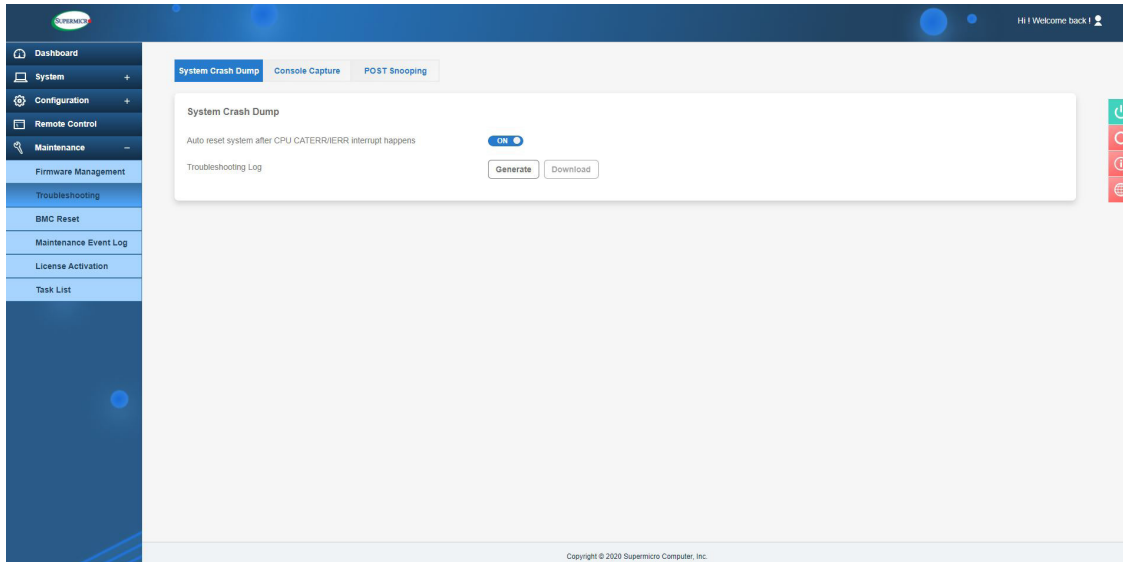 SUPERMICR
Hi ! Welcome back !
Dashboard
System +
Configuration +
Remote Control
Maintenance –
Firmware Management
Troubleshooting
BMC Reset
Maintenance Event Log
License Activation
Task List
System Crash Dump Console Capture POST Snooping
System Crash Dump
Auto reset system after CPU CATERR/IERR interrupt happens ON
Troubleshooting Log Generate Download
Copyright © 2020 Supermicro Computer, Inc.